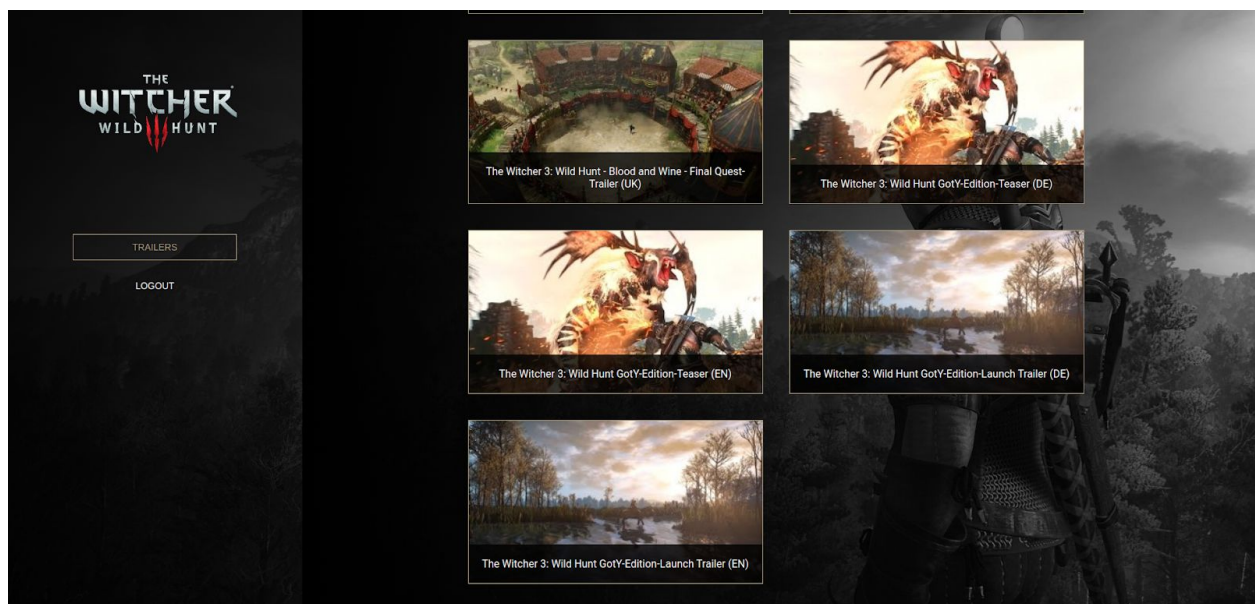 THE
WITCHER
WILD HUNT
TRAILERS
LOGOUT
The Witcher 3: Wild Hunt - Blood and Wine - Final Quest-
Trailer (UK)
The Witcher 3: Wild Hunt GotY-Edition-Teaser (DE)
The Witcher 3: Wild Hunt GotY-Edition-Teaser (EN)
The Witcher 3: Wild Hunt GotY-Edition-Launch Trailer (DE)
The Witcher 3: Wild Hunt GotY-Edition-Launch Trailer (EN)